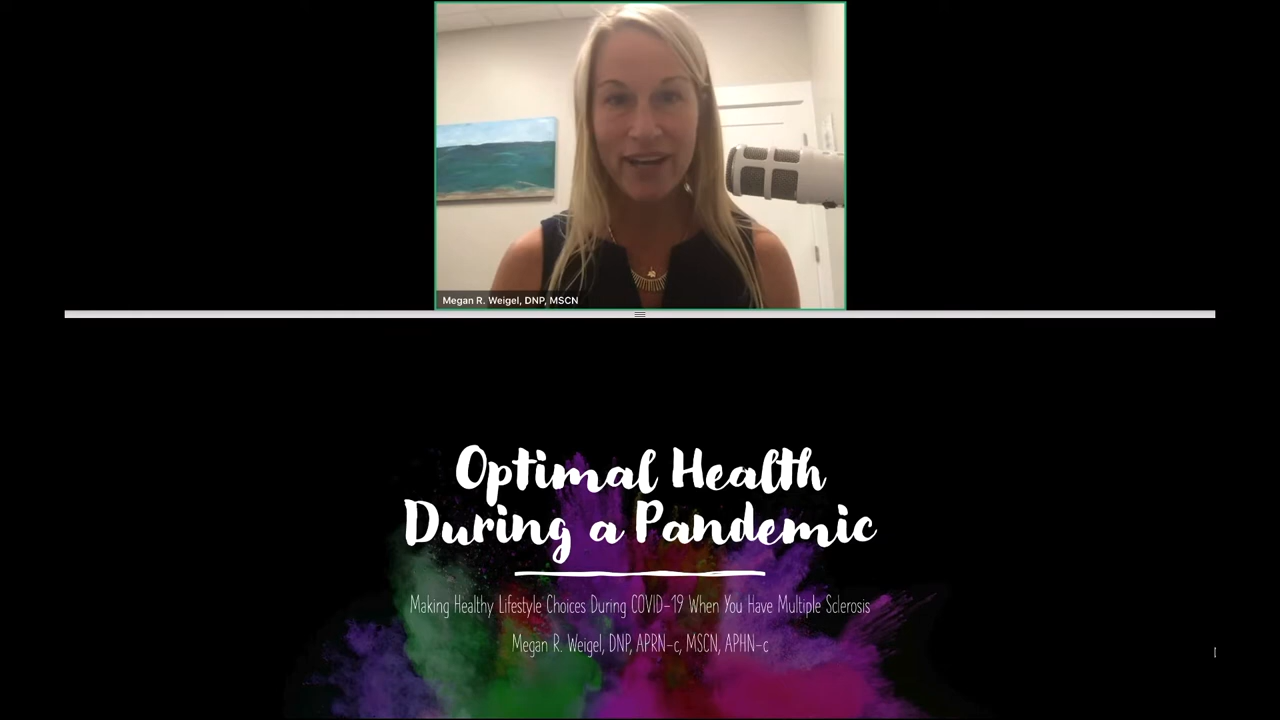 Megan R. Weigel, DNP, MSCN
Optimal Health
During a Pandemic
Making Healthy Lifestyle Choices During COVID-19 When You Have Multiple Sclerosis
Megan R. Weigel, DNP, APRN-c, MSCN, APHN-c